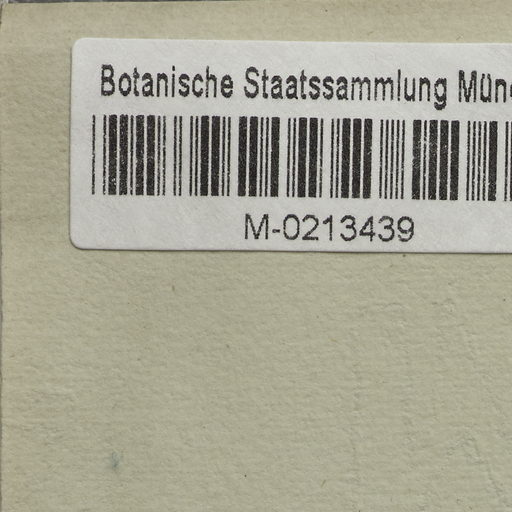 Botanische Staatssammlung Mün
M-0213439